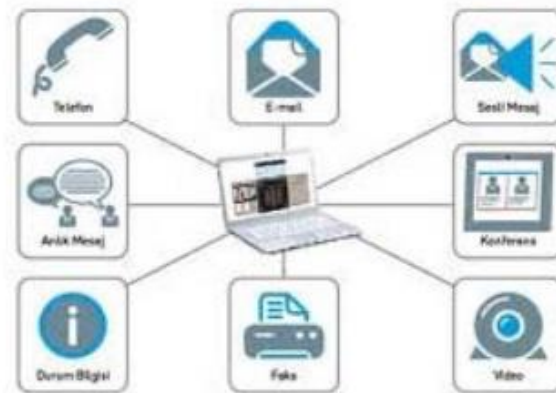 Telefon
E-mail
Sesli Mesaj
Anlık Mesaj
Konferans
Durum Bilgisi
Faks
Video